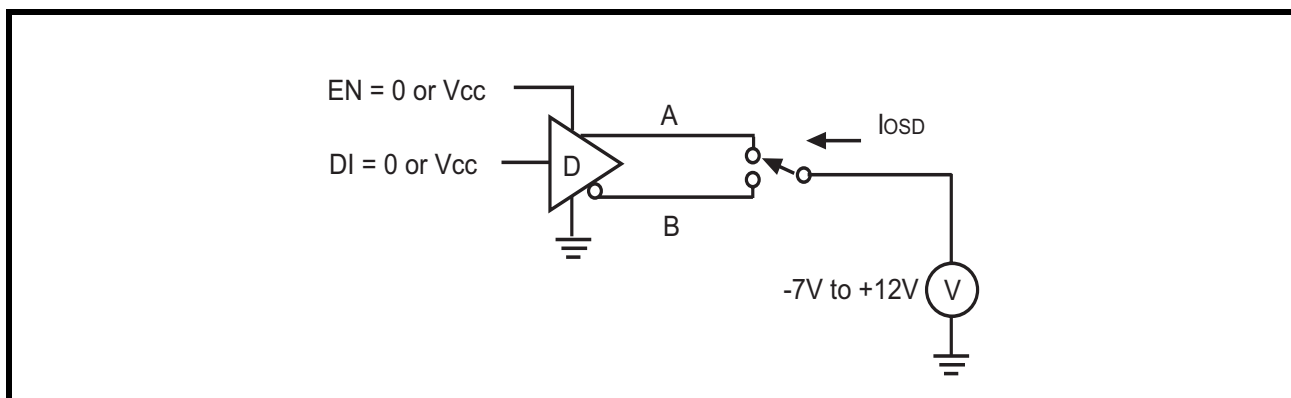 EN = 0 or Vcc
A
IOSD
DI = 0 or Vcc
D
B
-7V to +12V
V